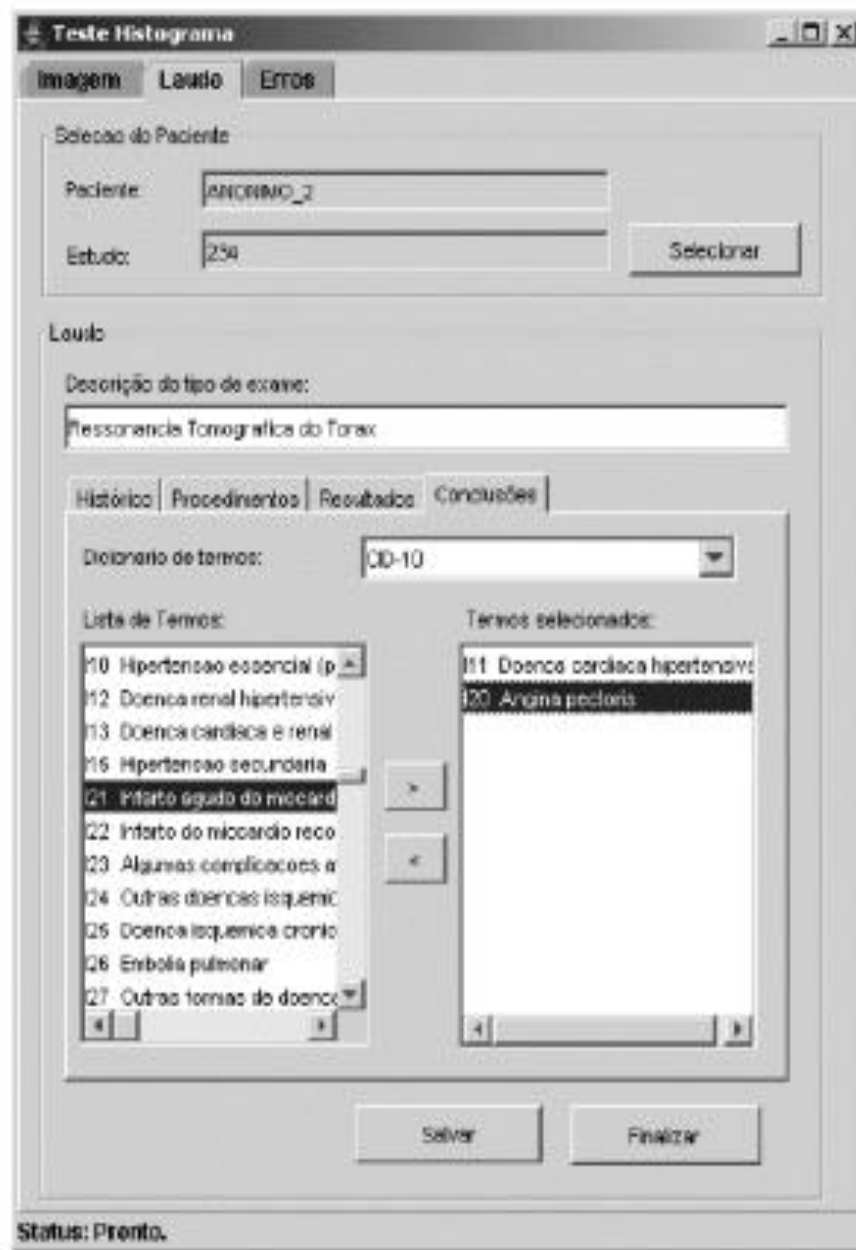 Teste Histograma
Imagem Laudo Erros
Selecao do Paciente
Paciente: ANONIMO_2
Estudo: 234 Selecionar
Laudo
Descrição do tipo de exame:
Ressonancia Tomografica do Torax
Histórico Procedimentos Resultados Conclusões
Dicionario de termos: CID-10
Lista de Termos:
I10 Hipertensao essencial (p
I12 Doenca renal hipertensiv
I13 Doenca cardiaca e renal
I15 Hipertensao secundaria
I21 Infarto agudo do miocard
I22 Infarto do miocardio reco
I23 Algumas complicacoes a
I24 Outras doencas isquemic
I25 Doenca isquemica cronic
I26 Embolia pulmonar
I27 Outras formas de doenca
>
<
Termos selecionados:
I11 Doenca cardiaca hipertensiva
I20 Angina pectoris
Salvar Finalizar
Status: Pronto.